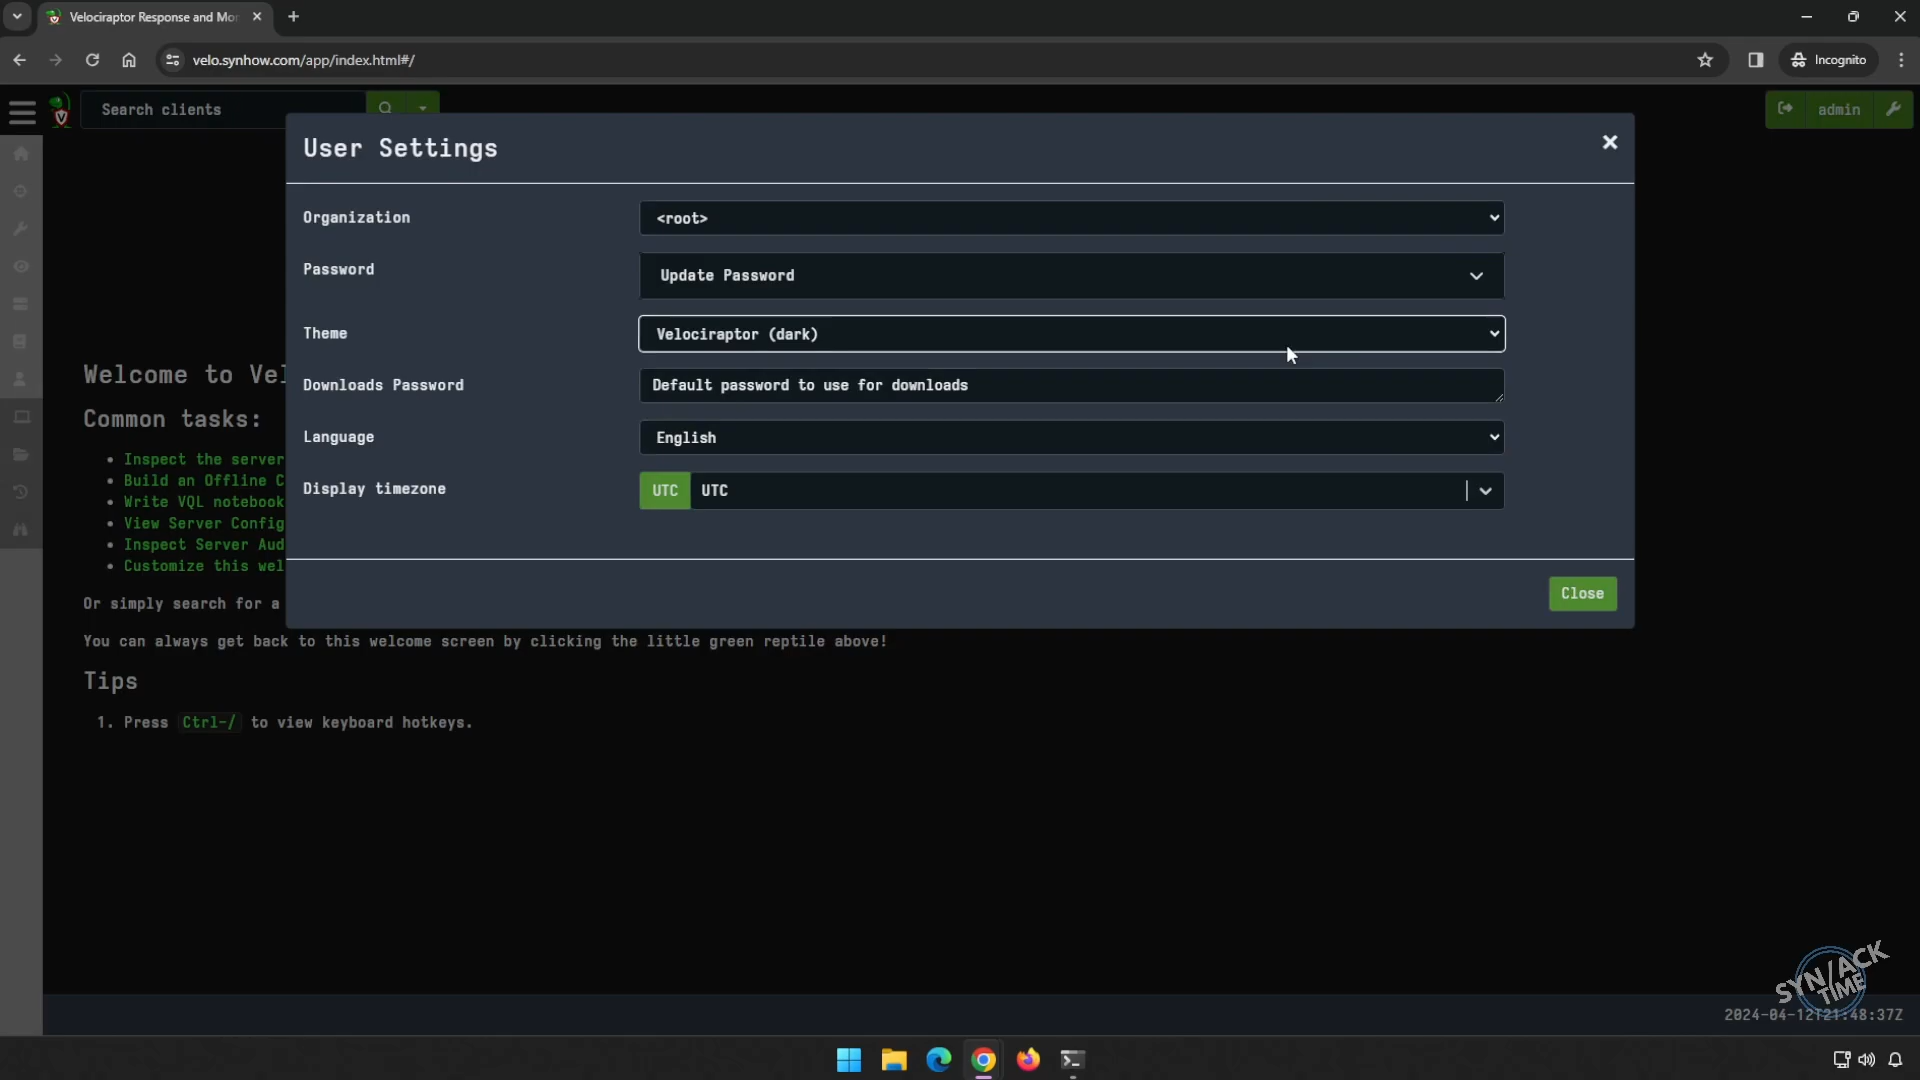 Velociraptor Response and Mo
velo.synhow.com/app/index.html#/
Incognito
Search clients
admin
User Settings
Organization
<root>
Password
Update Password
Theme
Velociraptor (dark)
Downloads Password
Default password to use for downloads
Language
English
Display timezone
UTC UTC
Close
Welcome to Vel
Common tasks:
Inspect the server
Build an Offline C
Write VQL notebook
View Server Config
Inspect Server Aud
Customize this wel
Or simply search for a
You can always get back to this welcome screen by clicking the little green reptile above!
Tips
1. Press Ctrl-/ to view keyboard hotkeys.
SYN/ACK
TIME
2024-04-12T21:48:37Z